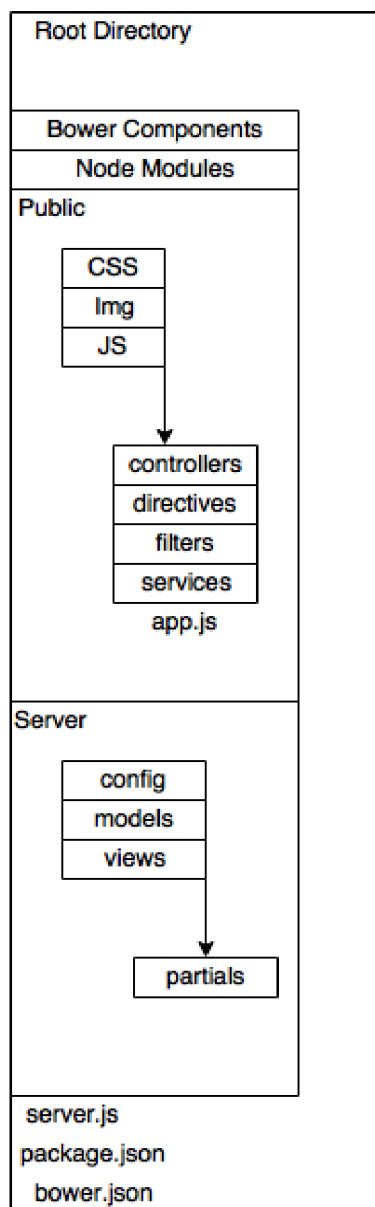 Root Directory
Bower Components
Node Modules
Public
CSS
Img
JS
controllers
directives
filters
services
app.js
Server
config
models
views
partials
server.js
package.json
bower.json